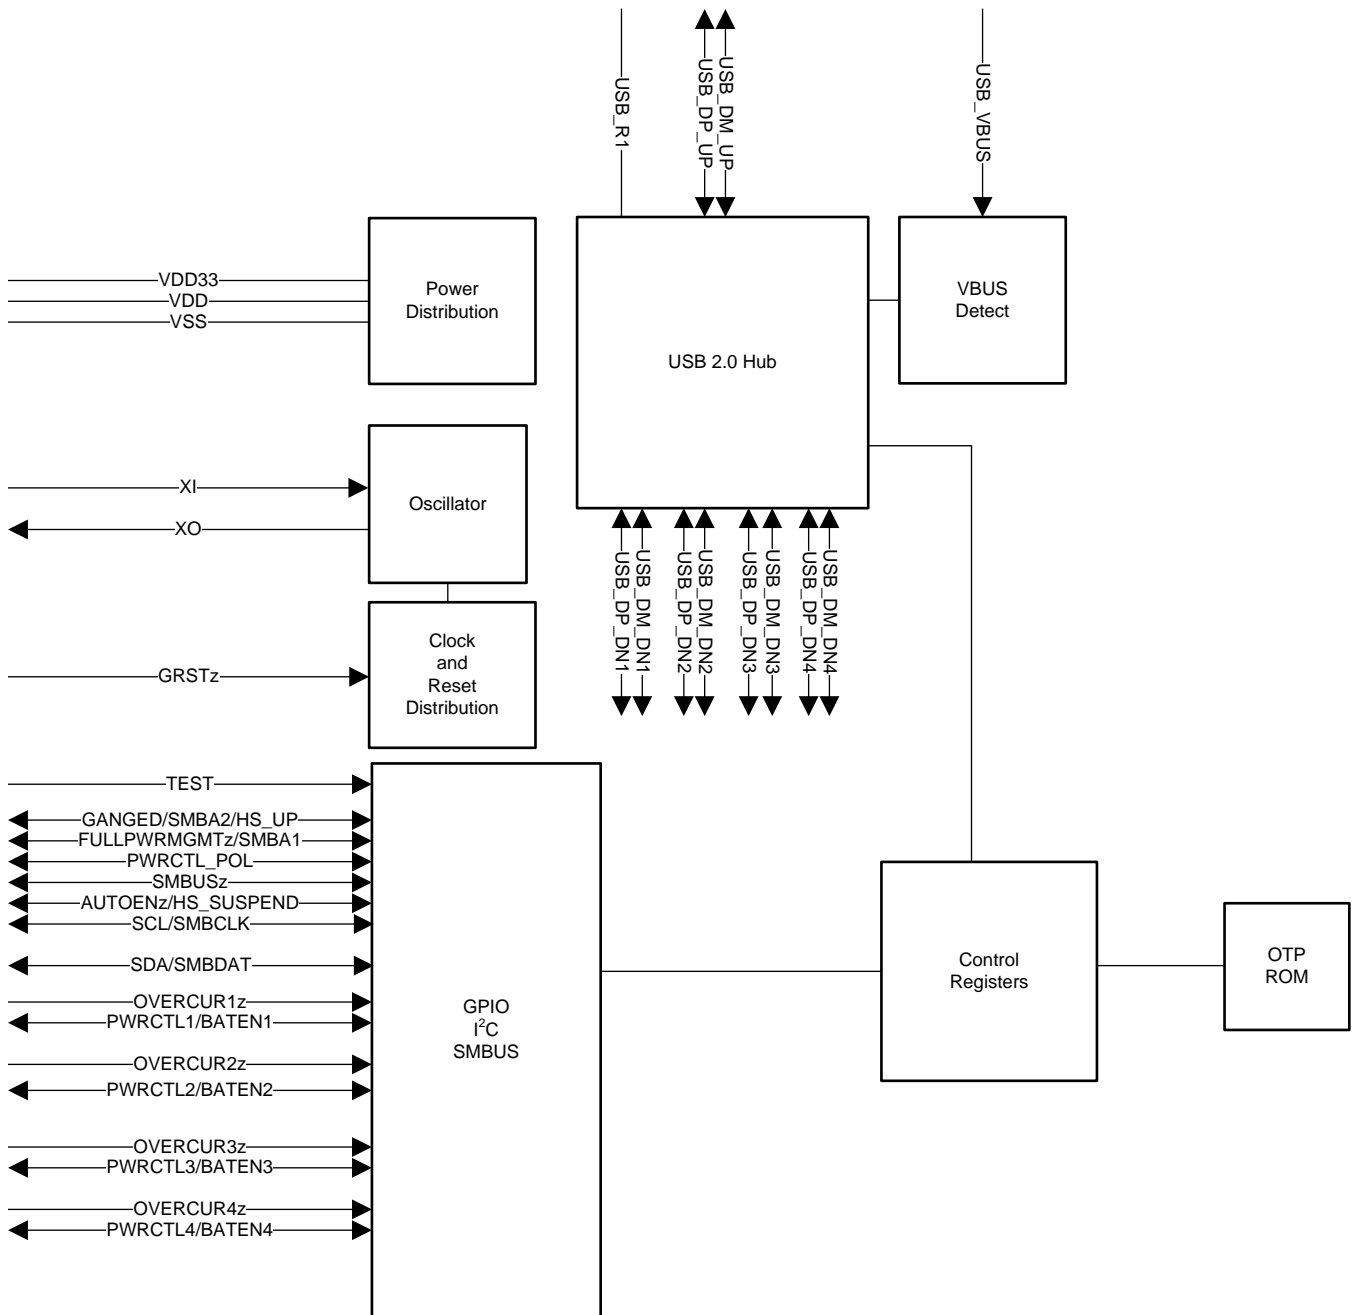 USB_R1
USB_DP_UP
USB_DM_UP
USB_VBUS
VDD33
VDD
VSS
Power
Distribution
USB 2.0 Hub
VBUS
Detect
XI
XO
Oscillator
GRSTz
Clock
and
Reset
Distribution
USB_DP_DN1
USB_DM_DN1
USB_DP_DN2
USB_DM_DN2
USB_DP_DN3
USB_DM_DN3
USB_DP_DN4
USB_DM_DN4
TEST
GANGED/SMBA2/HS_UP
FULLPWRMGMTz/SMBA1
PWRCTL_POL
SMBUSz
AUTOENz/HS_SUSPEND
SCL/SMBCLK
SDA/SMBDAT
OVERCUR1z
PWRCTL1/BATEN1
OVERCUR2z
PWRCTL2/BATEN2
OVERCUR3z
PWRCTL3/BATEN3
OVERCUR4z
PWRCTL4/BATEN4
GPIO
I²C
SMBUS
Control
Registers
OTP
ROM